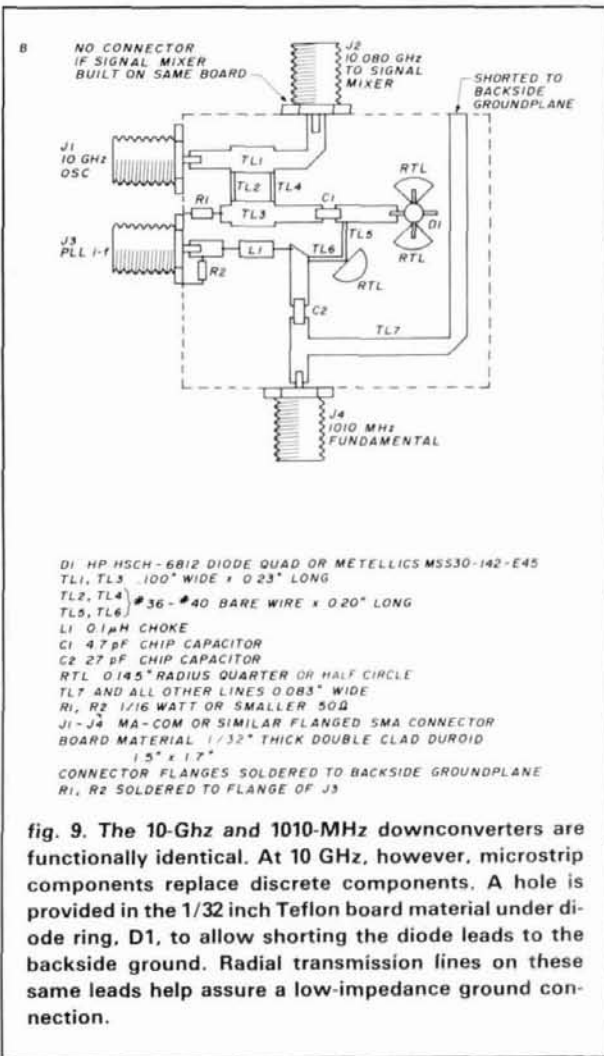 B
NO CONNECTOR
IF SIGNAL MIXER
BUILT ON SAME BOARD
J2
10.080 GHz
TO SIGNAL
MIXER
SHORTED TO
BACKSIDE
GROUNDPLANE
J1
10 GHz
OSC
TL1
TL2
TL4
RTL
R1
TL3
C1
D1
TL5
RTL
J3
PLL i-f
L1
TL6
R2
RTL
C2
TL7
J4
1010 MHz
FUNDAMENTAL
D1 HP HSCH-6812 DIODE QUAD OR METELLICS MSS30-142-E45
TL1, TL3 .100" WIDE x 0.23" LONG
TL2, TL4
TL5, TL6 } #36-#40 BARE WIRE x 0.20" LONG
L1 0.1µH CHOKE
C1 4.7 pF CHIP CAPACITOR
C2 27 pF CHIP CAPACITOR
RTL 0.145" RADIUS QUARTER OR HALF CIRCLE
TL7 AND ALL OTHER LINES 0.083" WIDE
R1, R2 1/16 WATT OR SMALLER 50Ω
J1-J4 MA-COM OR SIMILAR FLANGED SMA CONNECTOR
BOARD MATERIAL 1/32" THICK DOUBLE CLAD DUROID
1.5" x 1.7"
CONNECTOR FLANGES SOLDERED TO BACKSIDE GROUNDPLANE
R1, R2 SOLDERED TO FLANGE OF J3
fig. 9. The 10-Ghz and 1010-MHz downconverters are
functionally identical. At 10 GHz, however, microstrip
components replace discrete components. A hole is
provided in the 1/32 inch Teflon board material under di-
ode ring, D1, to allow shorting the diode leads to the
backside ground. Radial transmission lines on these
same leads help assure a low-impedance ground con-
nection.